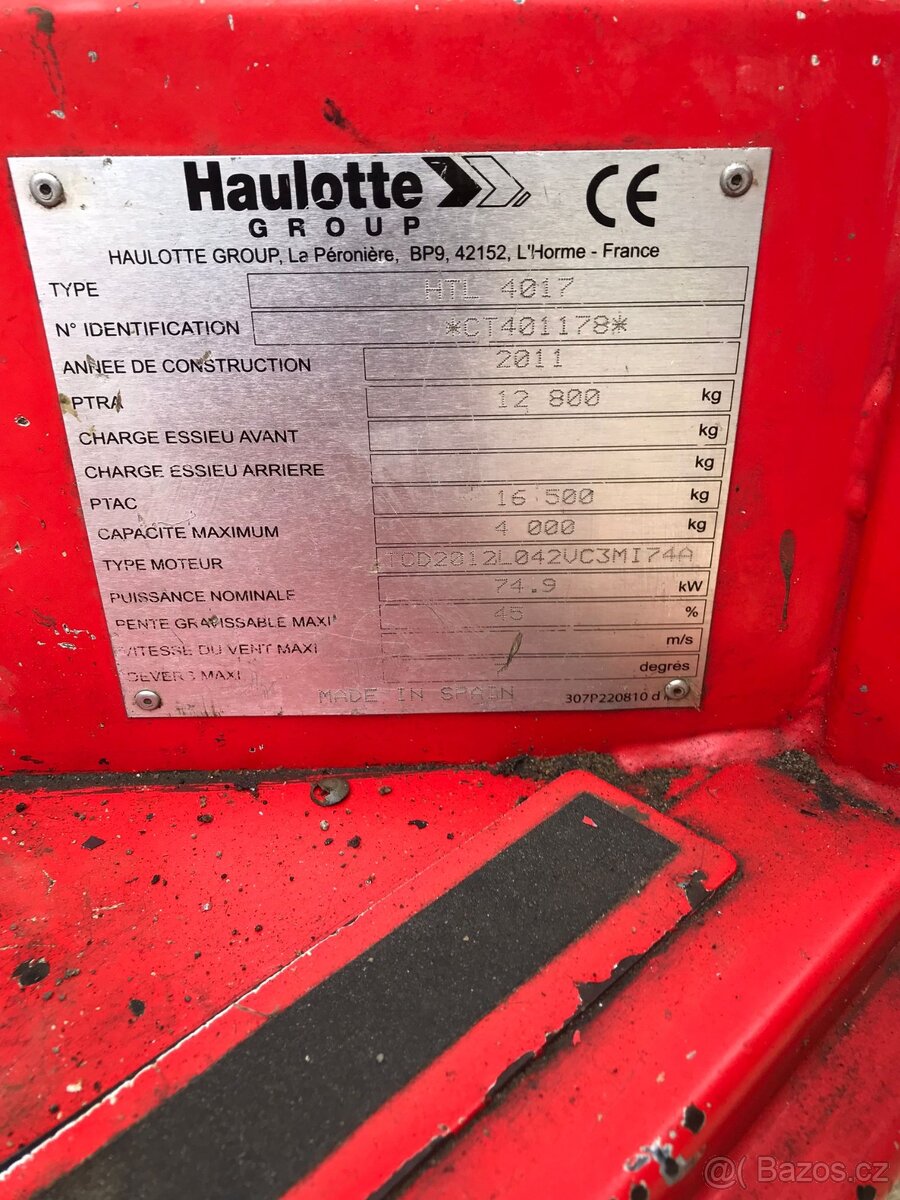 Haulotte
GROUP
CE
HAULOTTE GROUP, La Péronière, BP9, 42152, L'Horme - France
TYPE HTL 4017
N° IDENTIFICATION *CT401178*
ANNEE DE CONSTRUCTION 2011
PTRA 12 800 kg
CHARGE ESSIEU AVANT kg
CHARGE ESSIEU ARRIERE kg
PTAC 16 500 kg
CAPACITE MAXIMUM 4 000 kg
TYPE MOTEUR TCD2012L042VC3MI74A
PUISSANCE NOMINALE 74.9 kW
PENTE GRAVISSABLE MAXI 45 %
VITESSE DU VENT MAXI m/s
DEVERS MAXI degrés
MADE IN SPAIN 307P220810 d
@( Bazos.cz